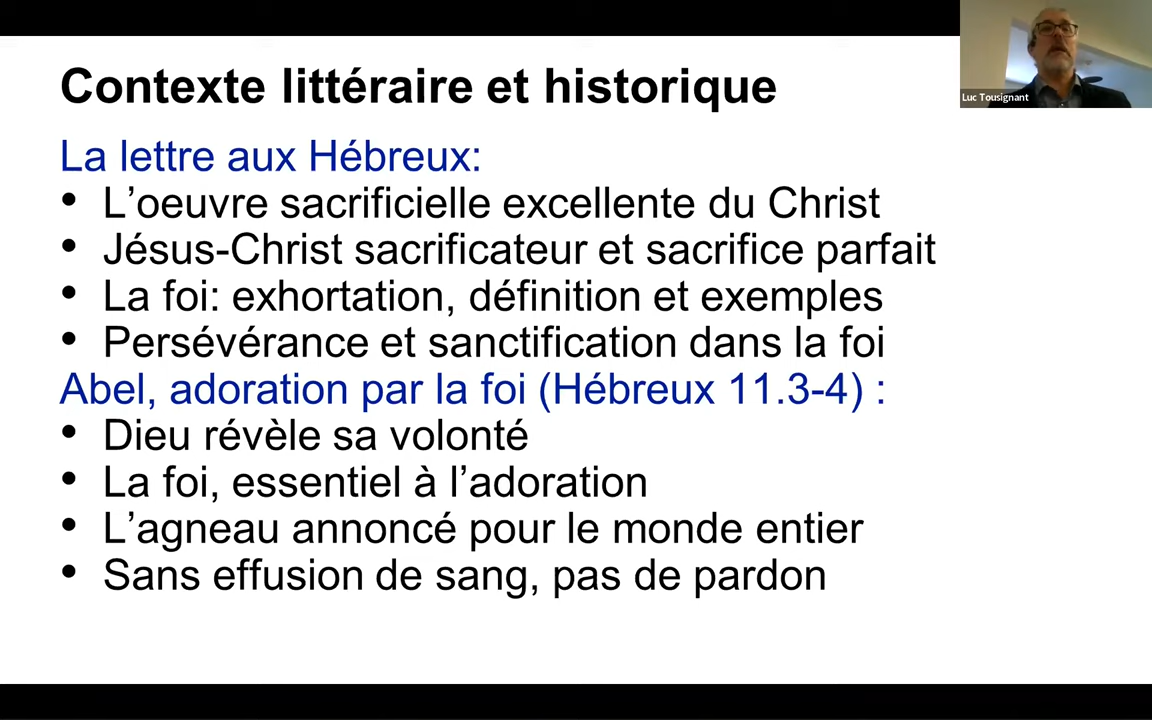 Contexte littéraire et historique
La lettre aux Hébreux:
• L’oeuvre sacrificielle excellente du Christ
• Jésus-Christ sacrificateur et sacrifice parfait
• La foi: exhortation, définition et exemples
• Persévérance et sanctification dans la foi
Abel, adoration par la foi (Hébreux 11.3-4) :
• Dieu révèle sa volonté
• La foi, essentiel à l’adoration
• L’agneau annoncé pour le monde entier
• Sans effusion de sang, pas de pardon
Luc Tousignant